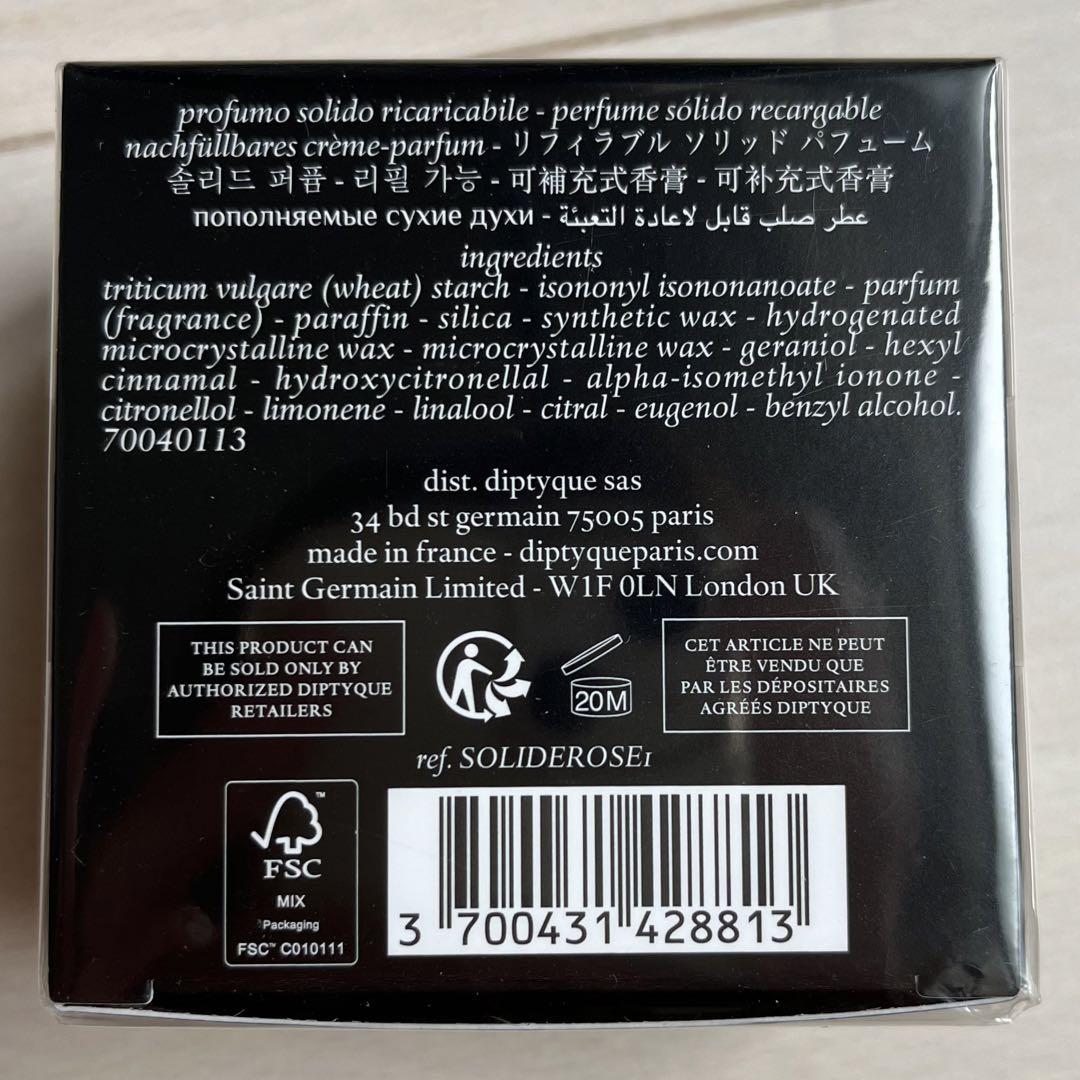 profumo solido ricaricabile - perfume sólido recargable
nachfüllbares crème-parfum - リフィラブル ソリッド パフューム
솔리드 퍼퓸 - 리필 가능 - 可補充式香膏 - 可补充式香膏
пополняемые сухие духи - عطر صلب قابل لاعادة التعبئة
ingredients
triticum vulgare (wheat) starch - isononyl isononanoate - parfum
(fragrance) - paraffin - silica - synthetic wax - hydrogenated
microcrystalline wax - microcrystalline wax - geraniol - hexyl
cinnamal - hydroxycitronellal - alpha-isomethyl ionone -
citronellol - limonene - linalool - citral - eugenol - benzyl alcohol.
70040113
dist. diptyque sas
34 bd st germain 75005 paris
made in france - diptyqueparis.com
Saint Germain Limited - W1F 0LN London UK
THIS PRODUCT CAN
BE SOLD ONLY BY
AUTHORIZED DIPTYQUE
RETAILERS
20M
CET ARTICLE NE PEUT
ÊTRE VENDU QUE
PAR LES DÉPOSITAIRES
AGRÉÉS DIPTYQUE
ref. SOLIDEROSE1
FSC™
MIX
Packaging
FSC™ C010111
3 700431 428813